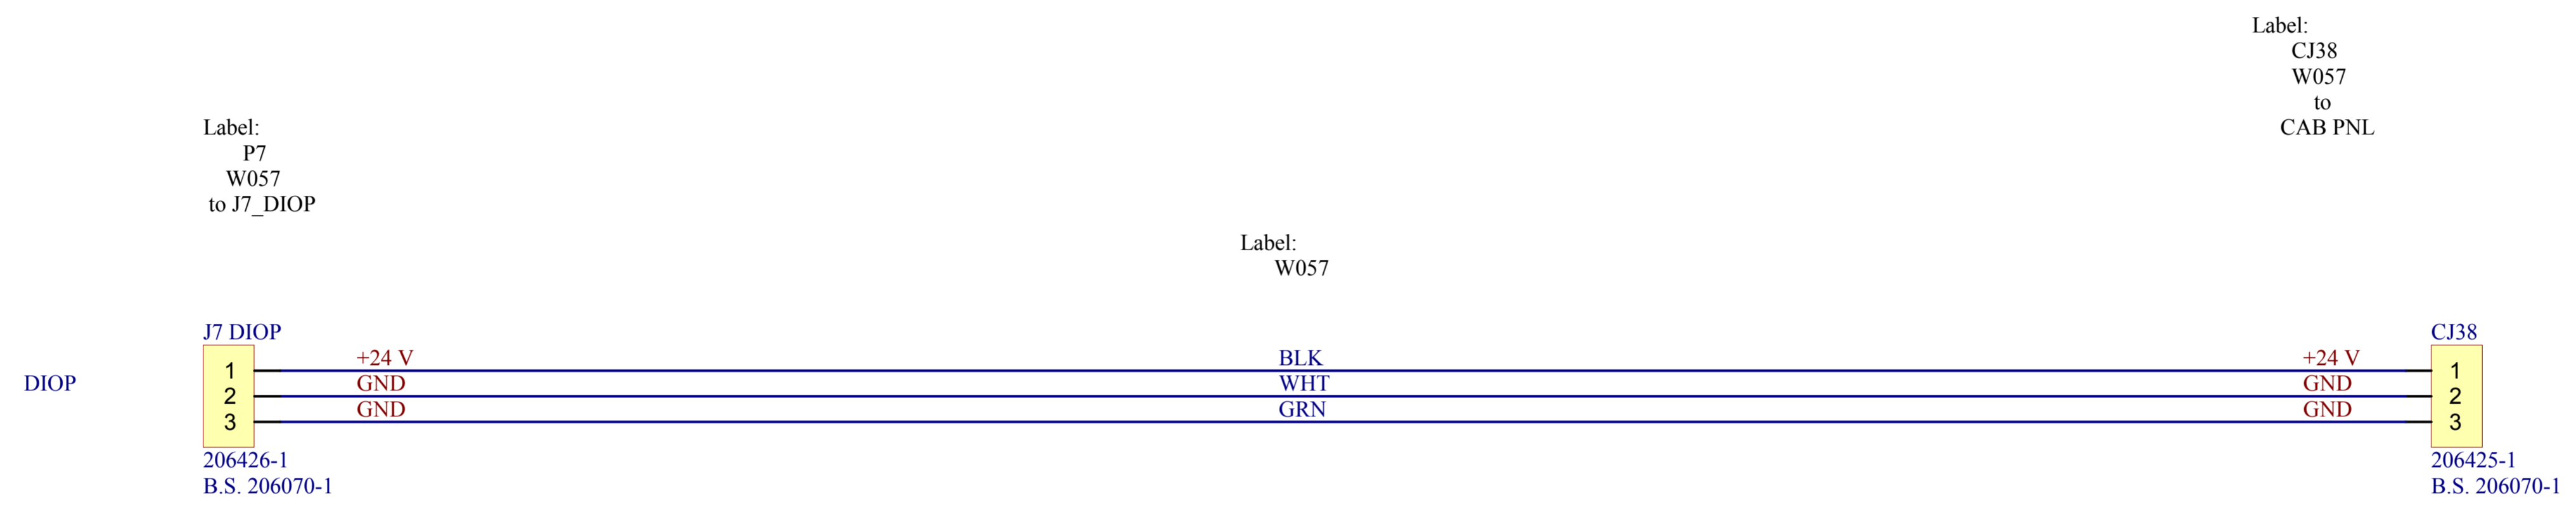 Label:
CJ38
W057
to
CAB PNL
Label:
P7
W057
to J7_DIOP
Label:
W057
J7 DIOP
CJ38
DIOP
1
2
3
+24 V
GND
GND
BLK
WHT
GRN
+24 V
GND
GND
1
2
3
206426-1
B.S. 206070-1
206425-1
B.S. 206070-1